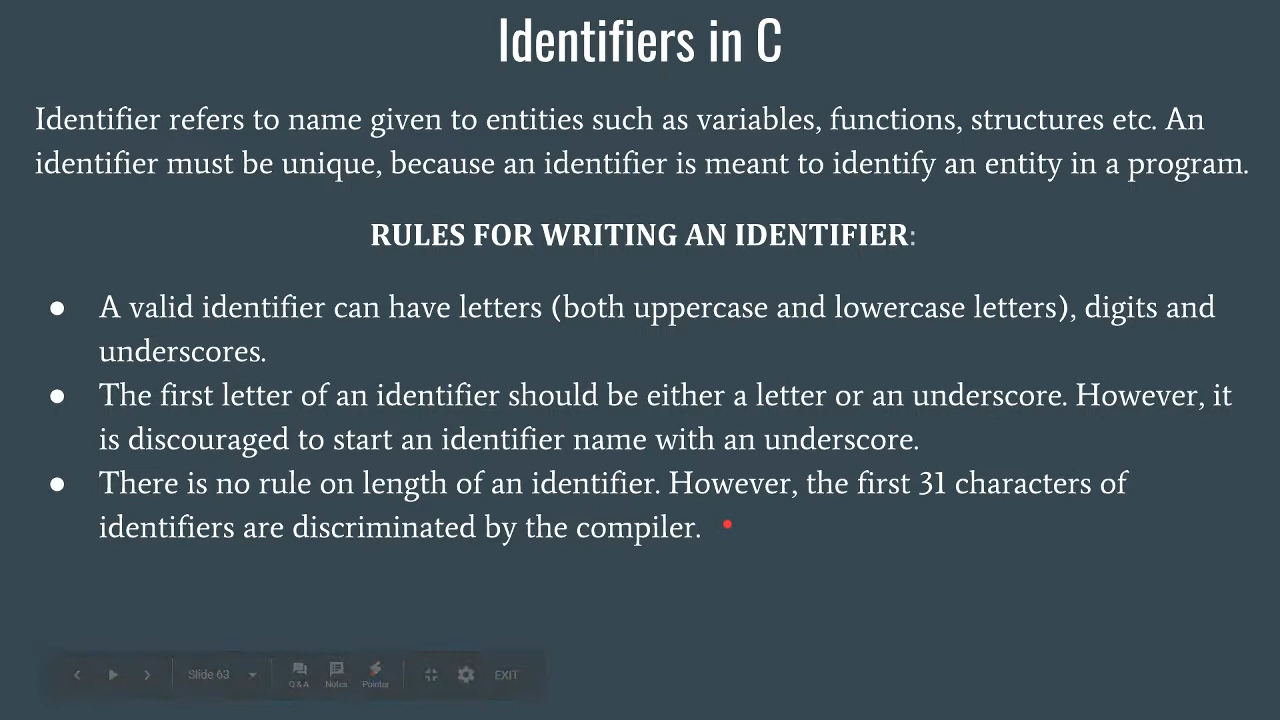 Identifiers in C
Identifier refers to name given to entities such as variables, functions, structures etc. An
identifier must be unique, because an identifier is meant to identify an entity in a program.
RULES FOR WRITING AN IDENTIFIER:
● A valid identifier can have letters (both uppercase and lowercase letters), digits and
underscores.
● The first letter of an identifier should be either a letter or an underscore. However, it
is discouraged to start an identifier name with an underscore.
● There is no rule on length of an identifier. However, the first 31 characters of
identifiers are discriminated by the compiler.
Slide 63 Q&A Notes Pointer EXIT